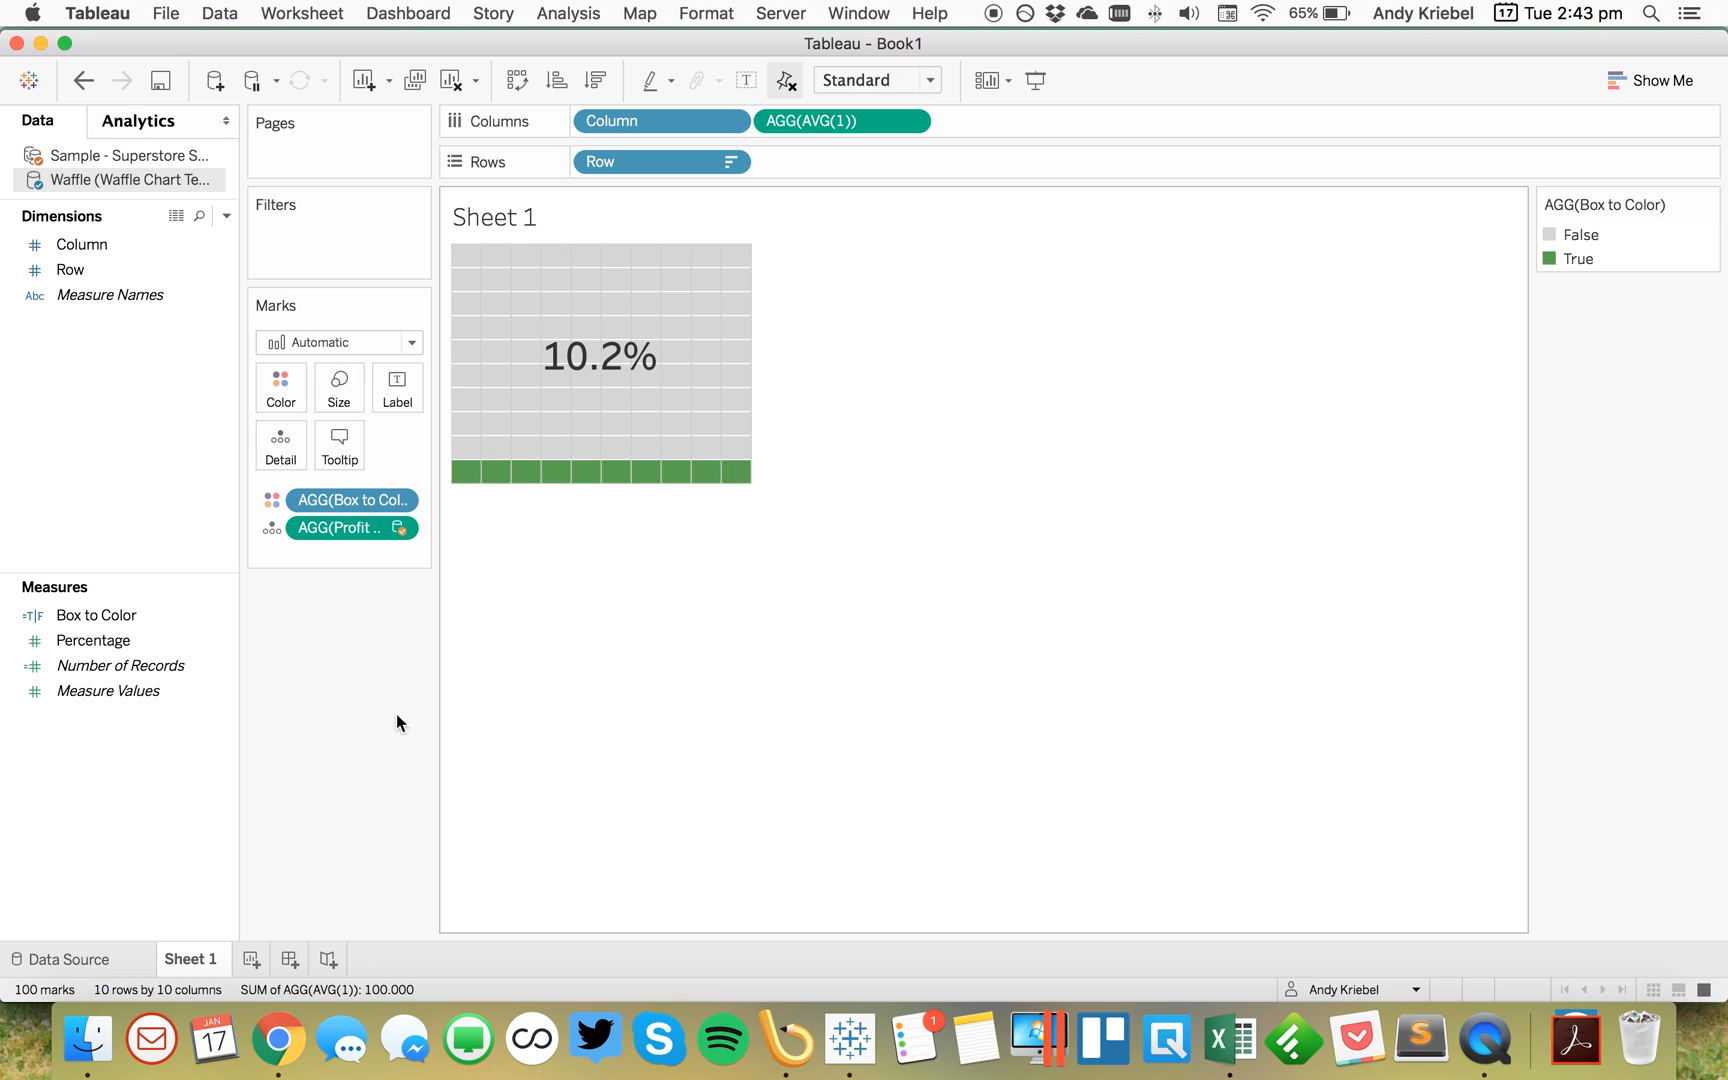 Tableau File Data Worksheet Dashboard Story Analysis Map Format Server Window Help 65% Andy Kriebel 17 Tue 2:43 pm
Tableau - Book1
Standard Show Me
Data Analytics Pages Columns Column AGG(AVG(1))
Sample - Superstore S...
Waffle (Waffle Chart Te...
Rows Row
Dimensions Filters
Sheet 1
AGG(Box to Color)
False
True
# Column
# Row
Abc Measure Names
Marks
Automatic
Color Size Label
Detail Tooltip
AGG(Box to Col..
AGG(Profit ..
10.2%
Measures
=T|F Box to Color
# Percentage
=# Number of Records
# Measure Values
Data Source Sheet 1
100 marks 10 rows by 10 columns SUM of AGG(AVG(1)): 100.000 Andy Kriebel
JAN
17
1
S
Q
X
S